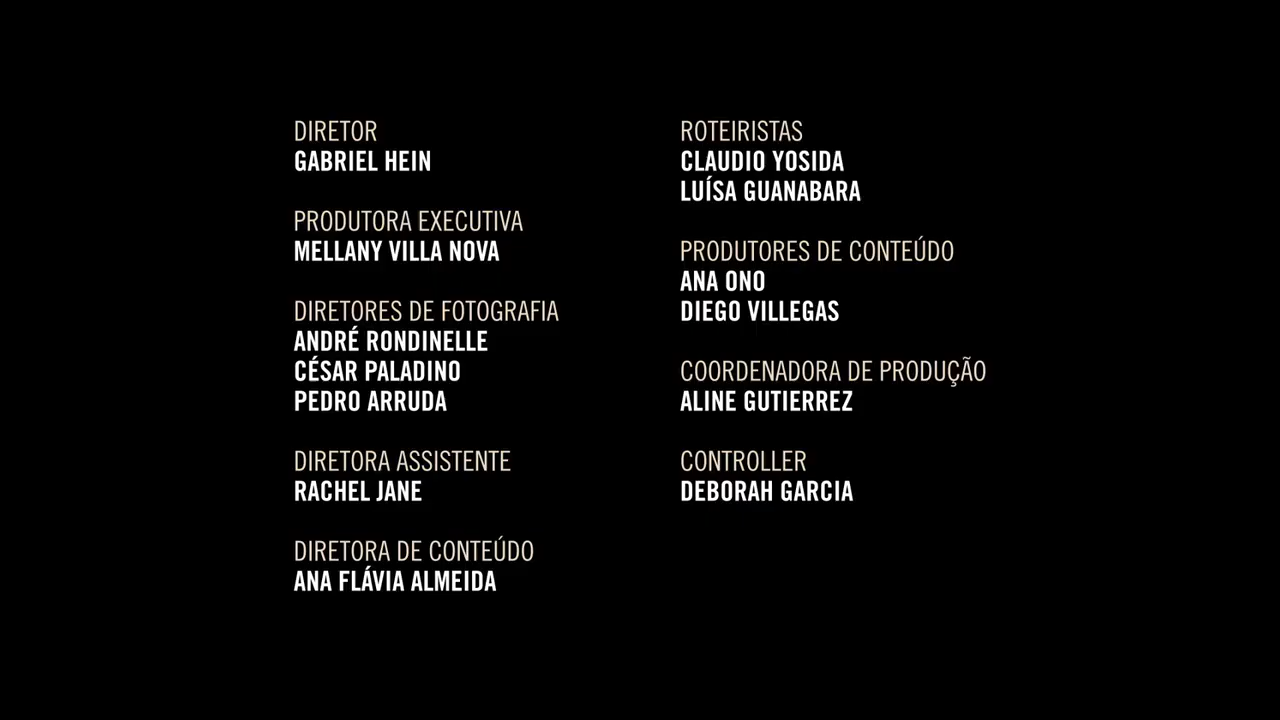 DIRETOR
GABRIEL HEIN
PRODUTORA EXECUTIVA
MELLANY VILLA NOVA
DIRETORES DE FOTOGRAFIA
ANDRÉ RONDINELLE
CÉSAR PALADINO
PEDRO ARRUDA
DIRETORA ASSISTENTE
RACHEL JANE
DIRETORA DE CONTEÚDO
ANA FLÁVIA ALMEIDA
ROTEIRISTAS
CLAUDIO YOSIDA
LUÍSA GUANABARA
PRODUTORES DE CONTEÚDO
ANA ONO
DIEGO VILLEGAS
COORDENADORA DE PRODUÇÃO
ALINE GUTIERREZ
CONTROLLER
DEBORAH GARCIA